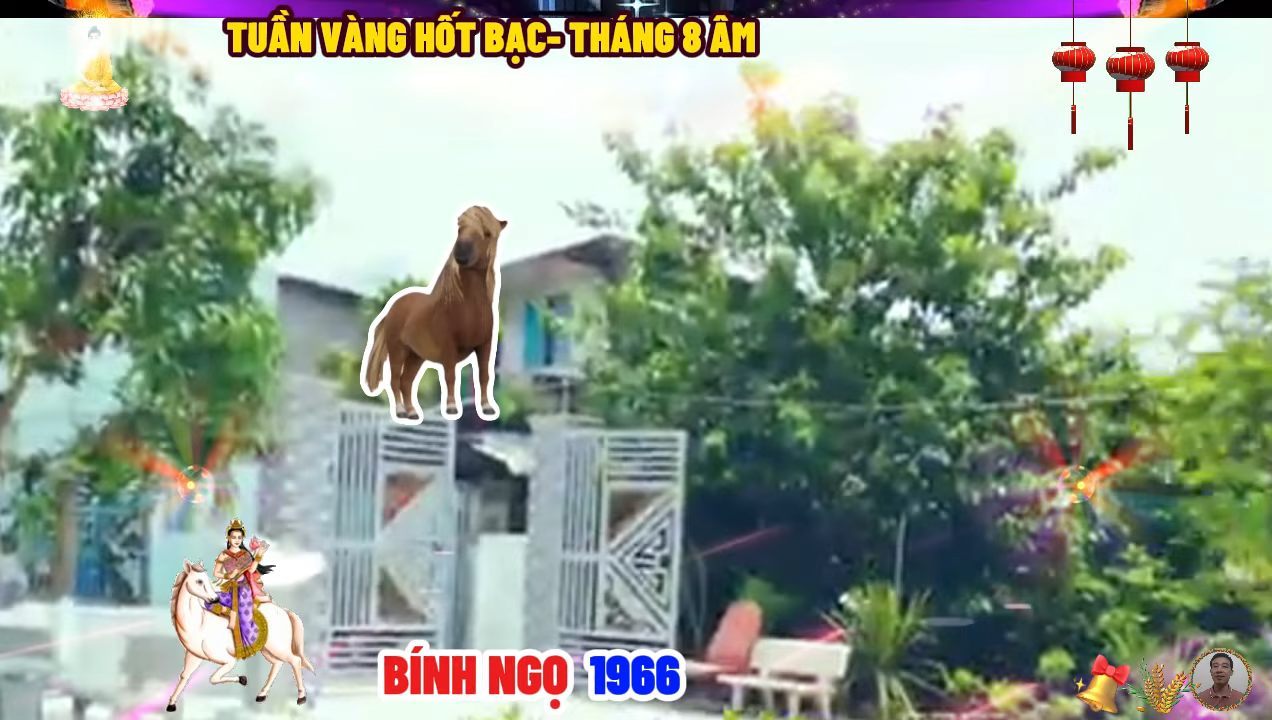 TUẦN VÀNG HỐT BẠC- THÁNG 8 ÂM
BÍNH NGỌ 1966